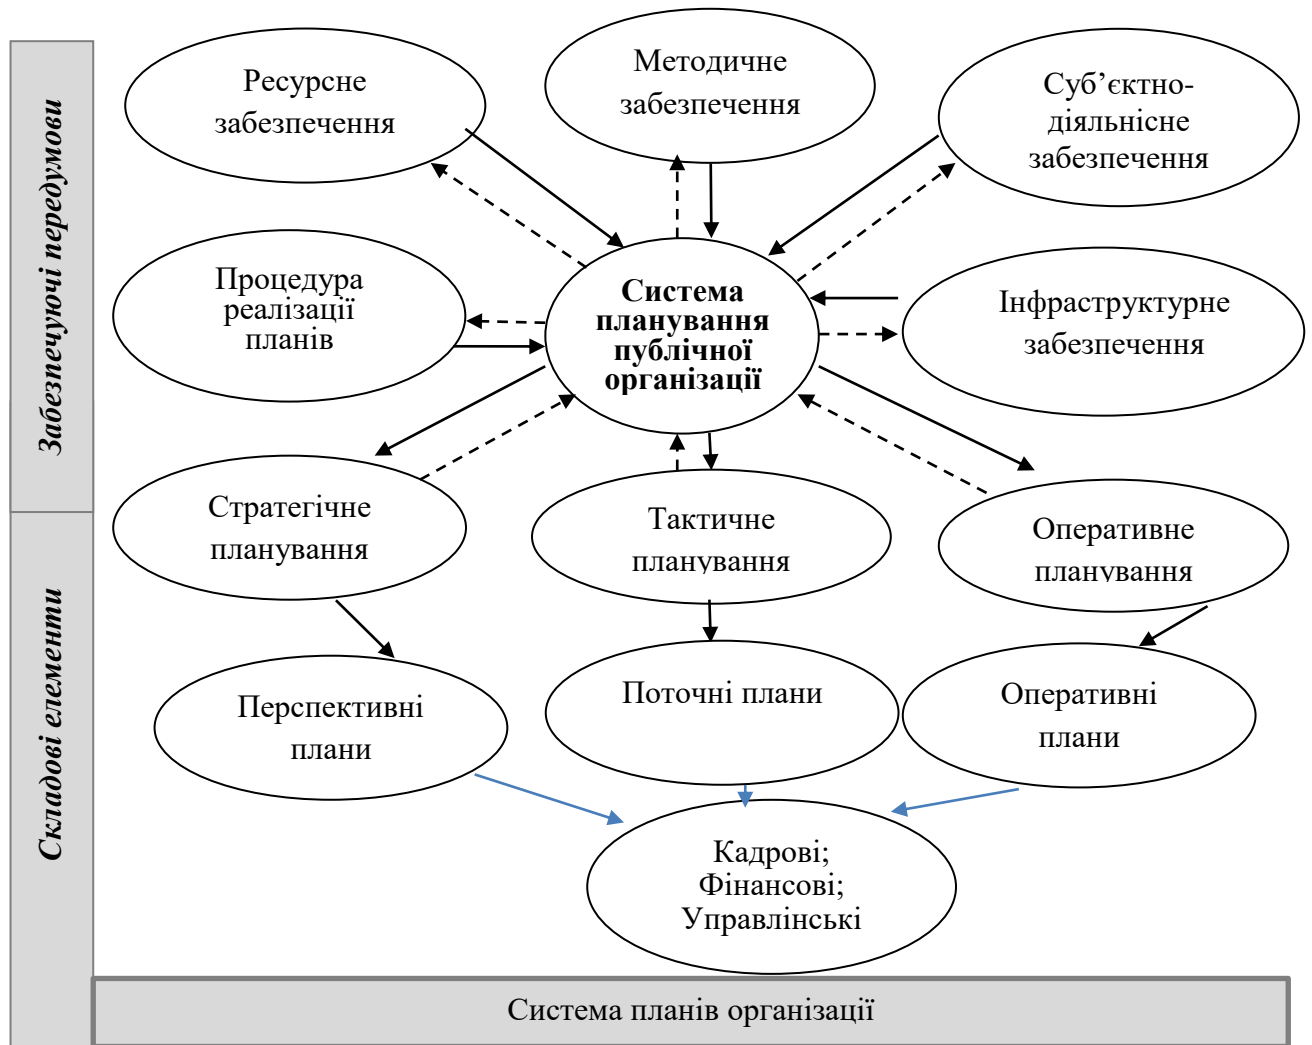 Забезпечуючі передумови
Складові елементи
Ресурсне
забезпечення
Методичне
забезпечення
Суб’єктно-
діяльнісне
забезпечення
Процедура
реалізації
планів
Система
планування
публічної
організації
Інфраструктурне
забезпечення
Стратегічне
планування
Тактичне
планування
Оперативне
планування
Перспективні
плани
Поточні плани
Оперативні
плани
Кадрові;
Фінансові;
Управлінські
Система планів організації